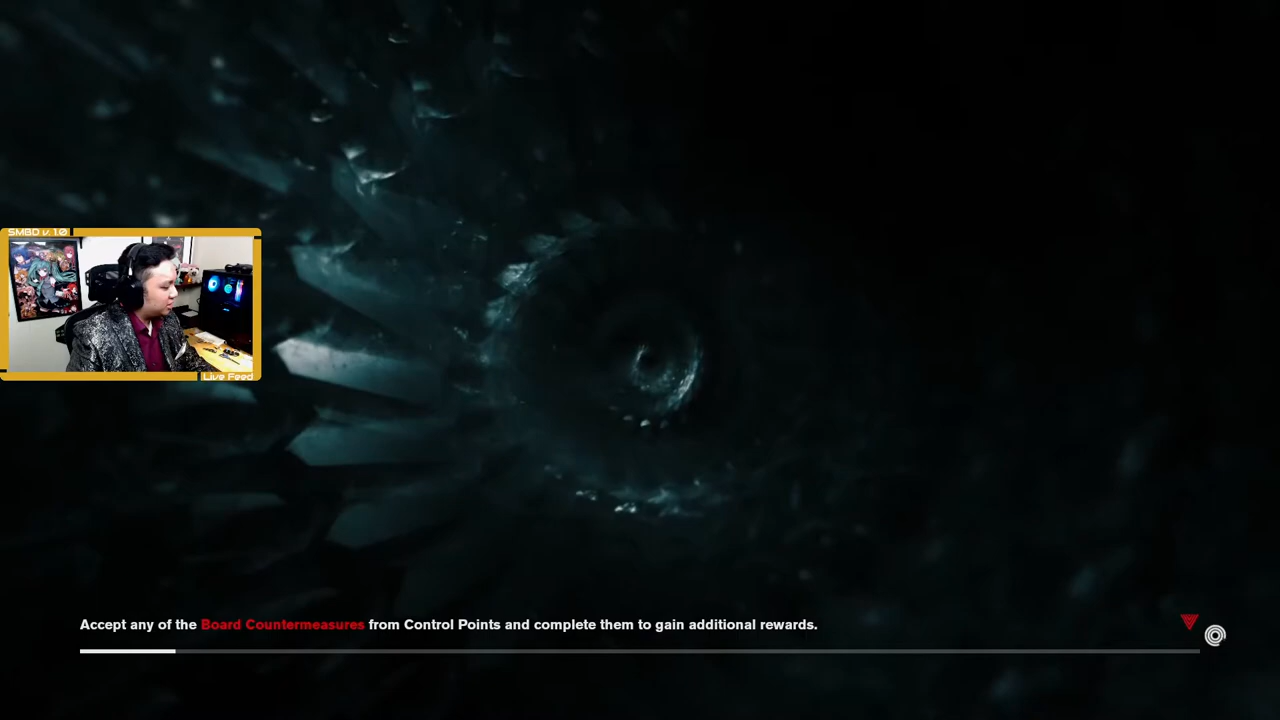 SMBD v. 1.0
Live Feed
Accept any of the Board Countermeasures from Control Points and complete them to gain additional rewards.